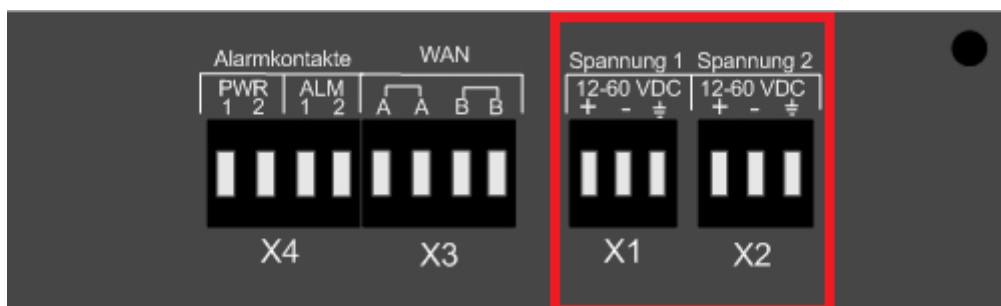 Alarmkontakte WAN Spannung 1 Spannung 2
PWR ALM 12-60 VDC 12-60 VDC
1 2 1 2 A A B B + - ⏚ + - ⏚
X4 X3 X1 X2